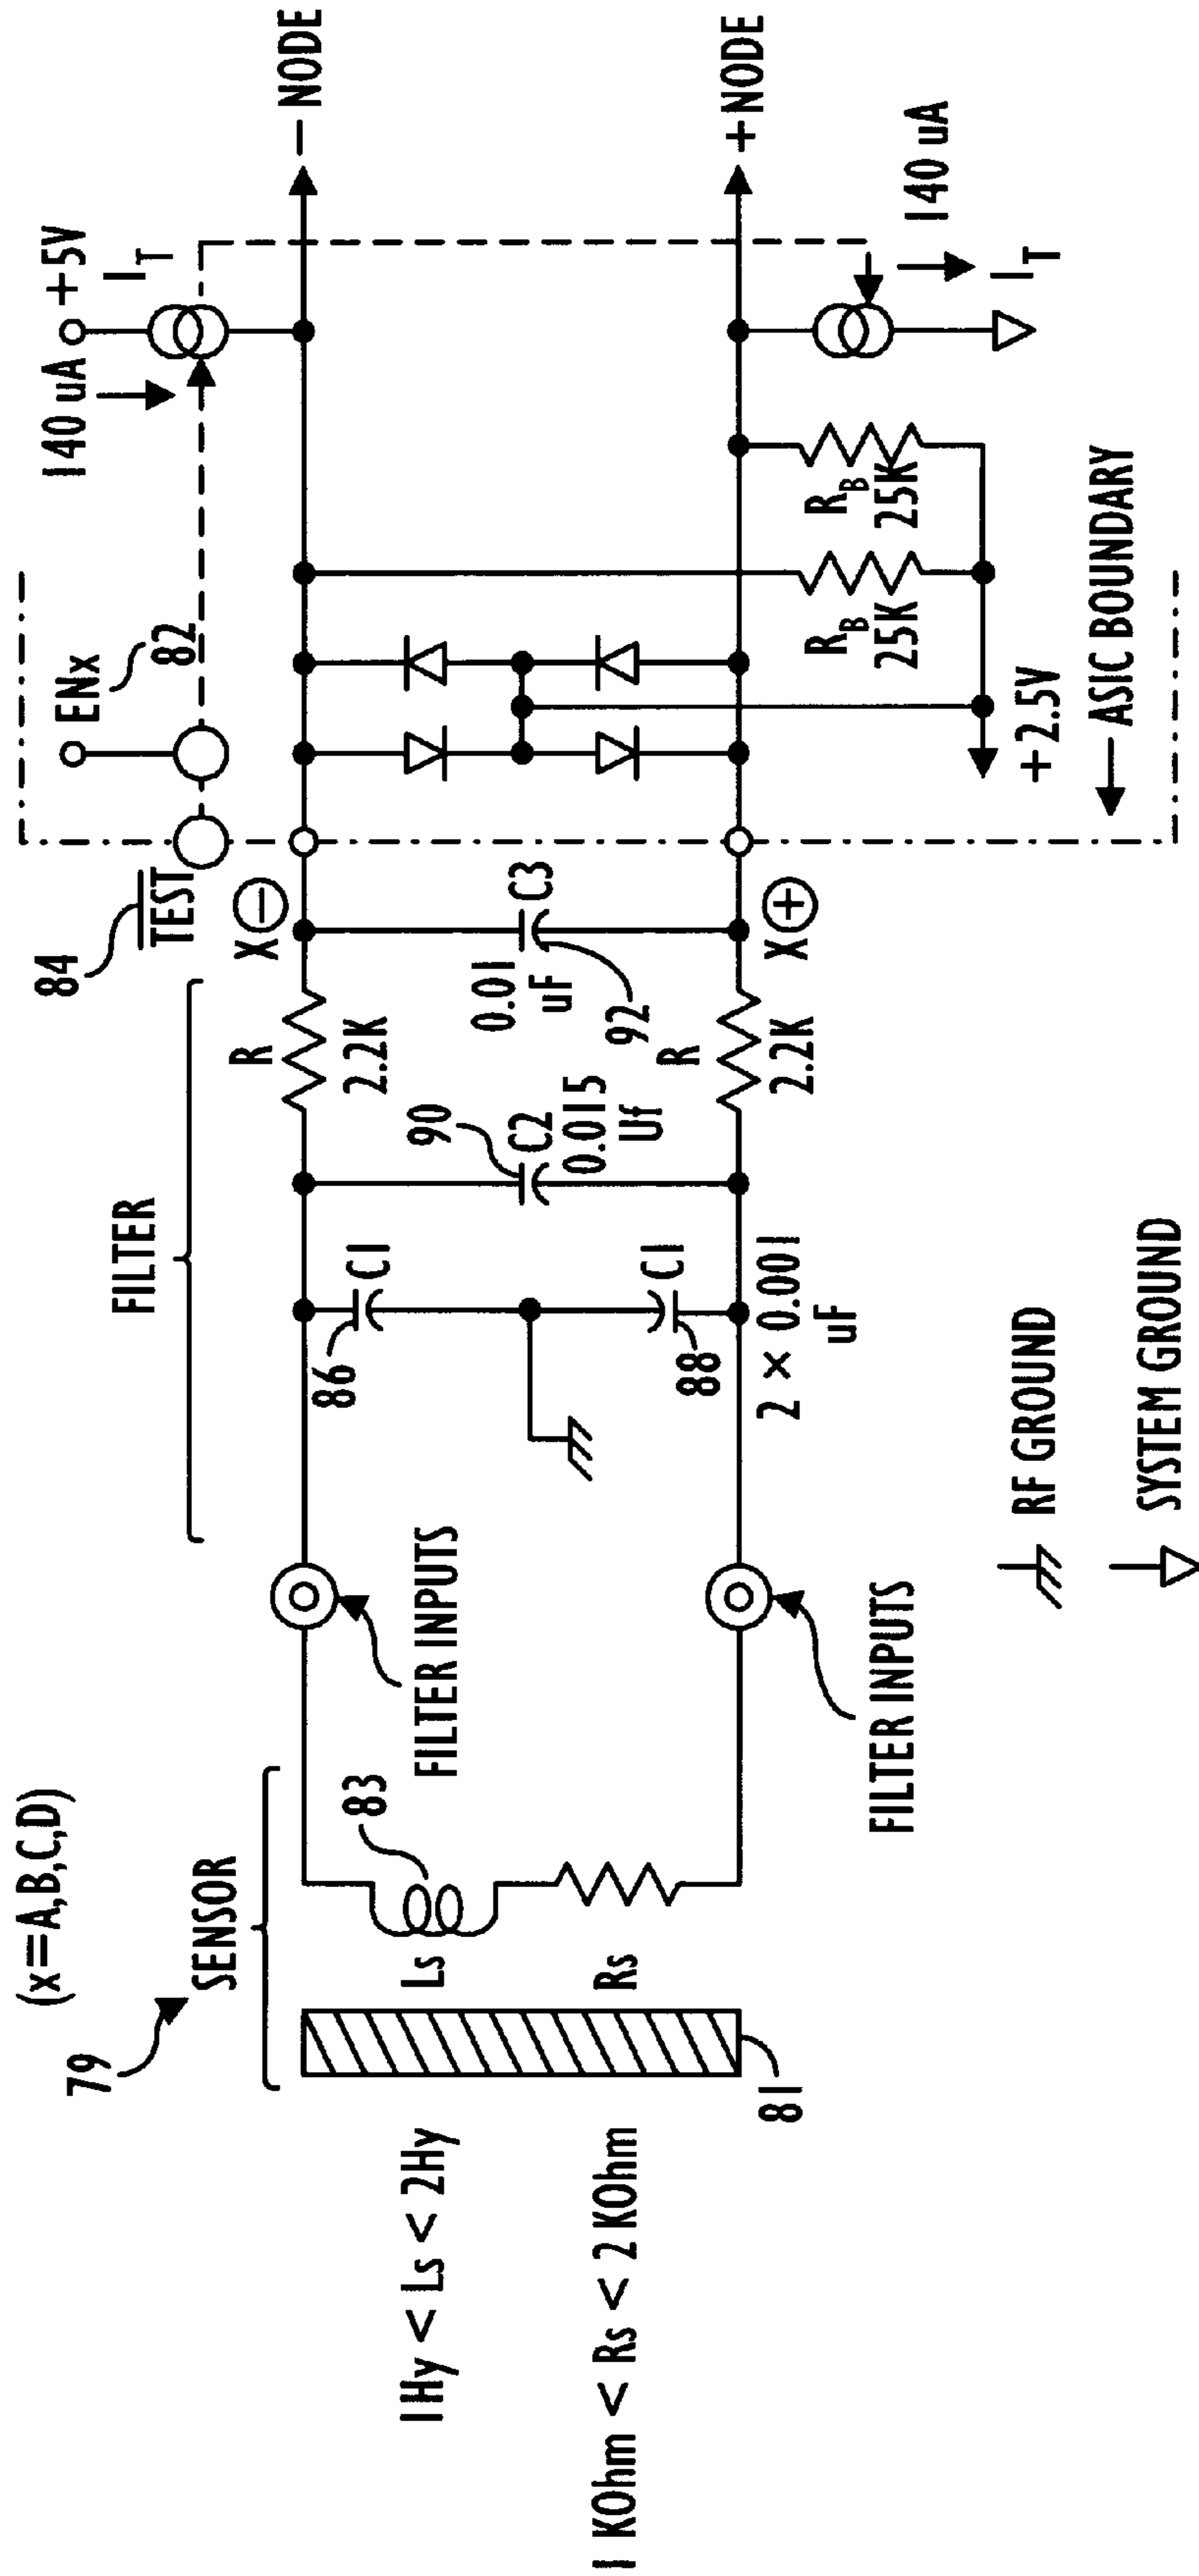 (x=A,B,C,D)
79
SENSOR
83
Ls
Rs
81
1Hy < Ls < 2Hy
1 KOhm < Rs < 2 KOhm
FILTER INPUTS
FILTER INPUTS
FILTER
86
C1
C1
88
2 × 0.001
uF
90
C2
0.015
Uf
R
2.2K
R
2.2K
84
TEST
X −
0.01
uF
C3
92
X +
ENx
82
140 uA
+5V
I_T
− NODE
+NODE
140 uA
I_T
R_B
25K
R_B
25K
+2.5V
ASIC BOUNDARY
RF GROUND
SYSTEM GROUND